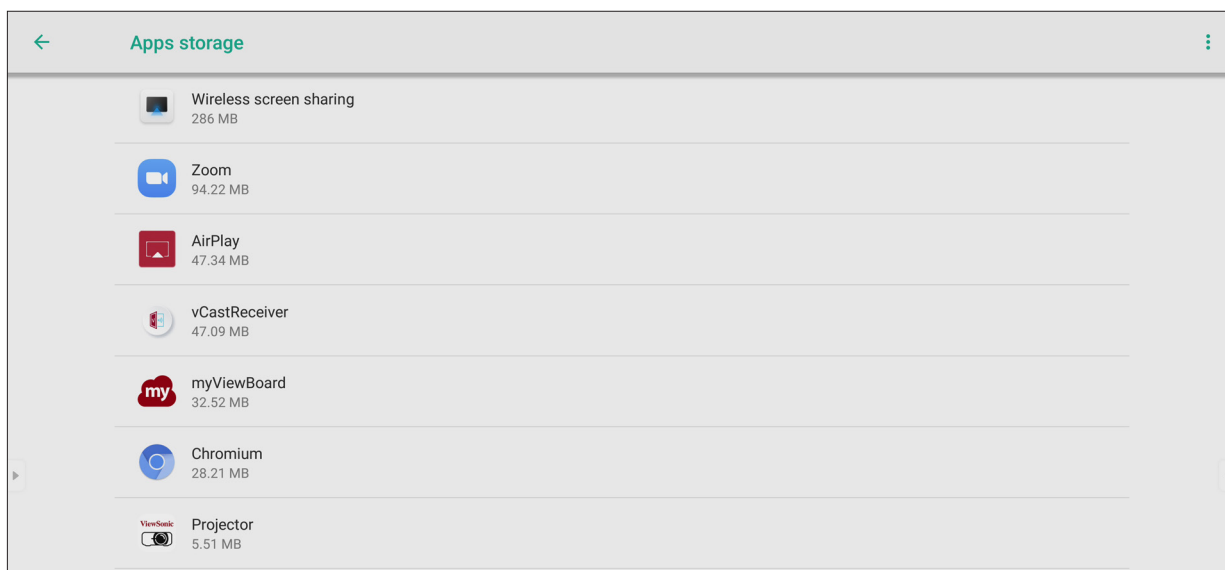 Apps storage
Wireless screen sharing
286 MB
Zoom
94.22 MB
AirPlay
47.34 MB
vCastReceiver
47.09 MB
my
myViewBoard
32.52 MB
Chromium
28.21 MB
ViewSonic
Projector
5.51 MB